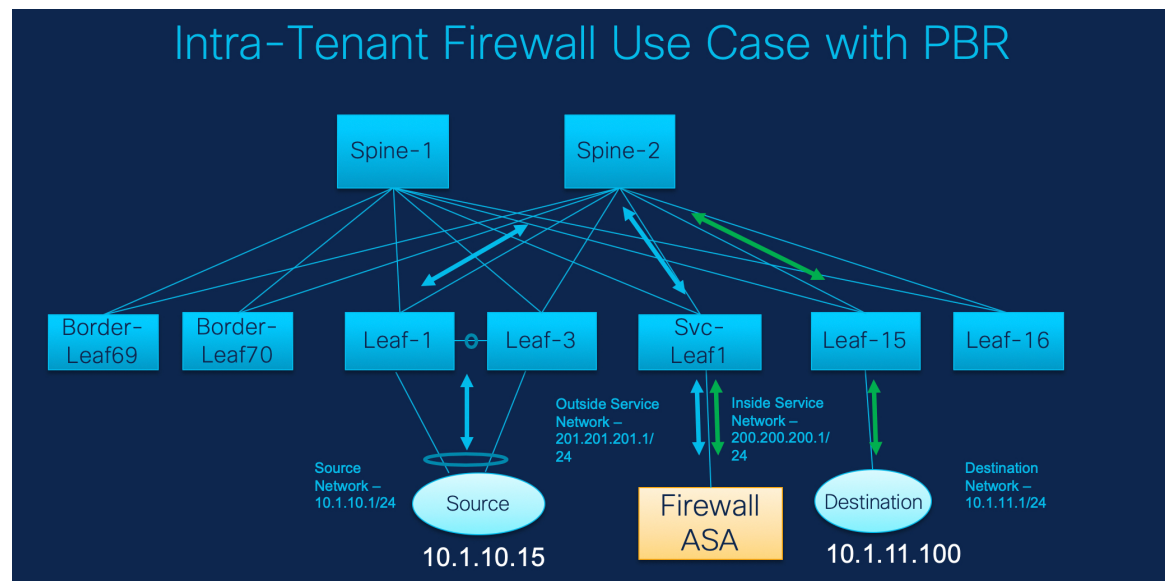 Intra-Tenant Firewall Use Case with PBR
Spine-1
Spine-2
Border-
Leaf69
Border-
Leaf70
Leaf-1
Leaf-3
Svc-
Leaf1
Leaf-15
Leaf-16
Outside Service
Network –
201.201.201.1/
24
Inside Service
Network –
200.200.200.1/
24
Source
Network –
10.1.10.1/24
Destination
Network –
10.1.11.1/24
Source
Firewall
ASA
Destination
10.1.10.15
10.1.11.100